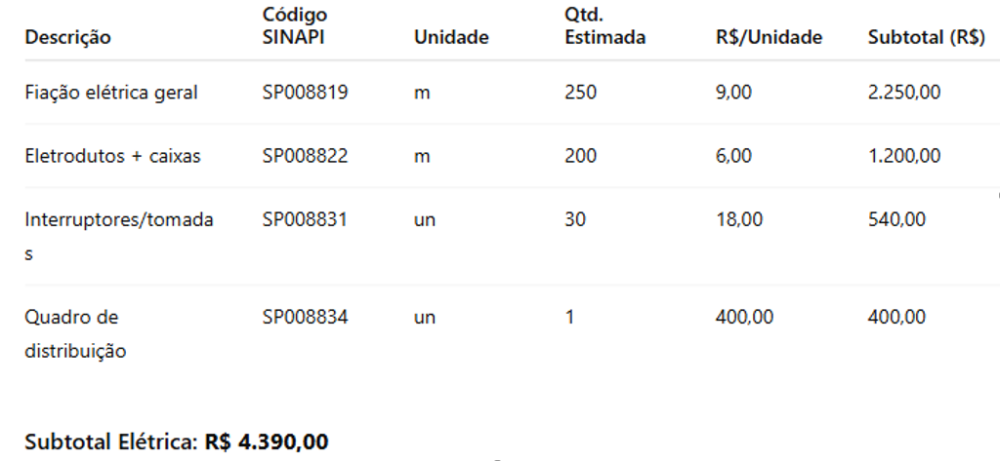 Descrição Código SINAPI Unidade Qtd. Estimada R$/Unidade Subtotal (R$)
Fiação elétrica geral SP008819 m 250 9,00 2.250,00
Eletrodutos + caixas SP008822 m 200 6,00 1.200,00
Interruptores/tomada SP008831 un 30 18,00 540,00
s
Quadro de SP008834 un 1 400,00 400,00
distribuição
Subtotal Elétrica: R$ 4.390,00